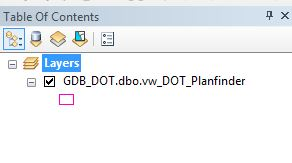 Table Of Contents
Layers
GDB_DOT.dbo.vw_DOT_Planfinder